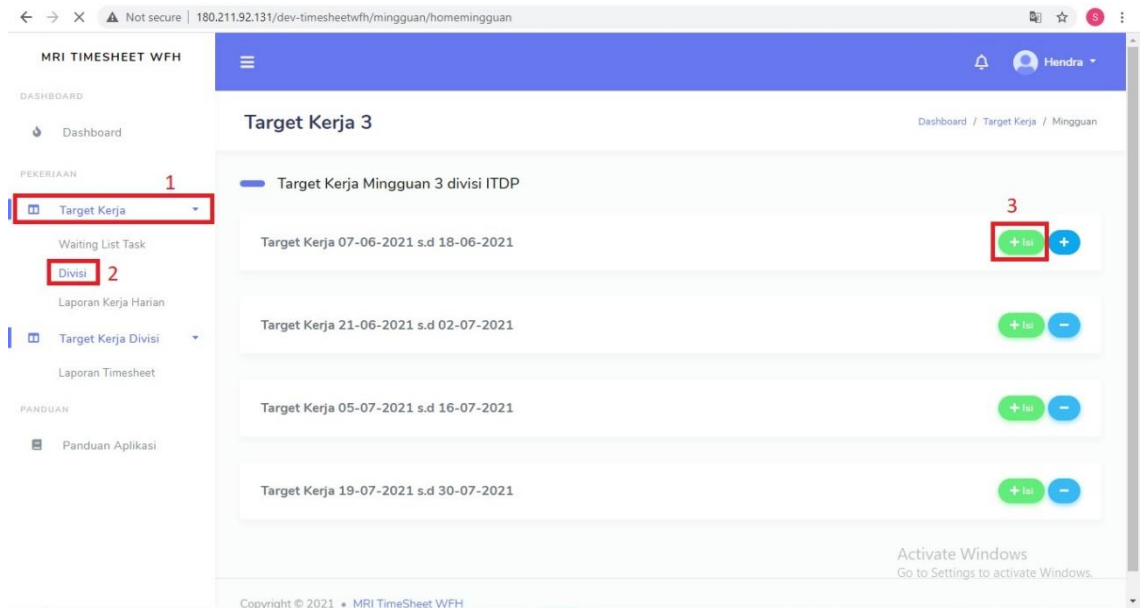 Not secure | 180.211.92.131/dev-timesheetwfh/mingguan/homemingguan
S
MRI TIMESHEET WFH
Hendra
DASHBOARD
Dashboard
Target Kerja 3
Dashboard / Target Kerja / Mingguan
PEKERJAAN
1
Target Kerja
Waiting List Task
Divisi
2
Laporan Kerja Harian
Target Kerja Divisi
Laporan Timesheet
PANDUAN
Panduan Aplikasi
Target Kerja Mingguan 3 divisi ITDP
3
Target Kerja 07-06-2021 s.d 18-06-2021
+ Isi
+
Target Kerja 21-06-2021 s.d 02-07-2021
+ Isi
−
Target Kerja 05-07-2021 s.d 16-07-2021
+ Isi
−
Target Kerja 19-07-2021 s.d 30-07-2021
+ Isi
−
Activate Windows
Go to Settings to activate Windows.
Copyright © 2021 • MRI TimeSheet WFH